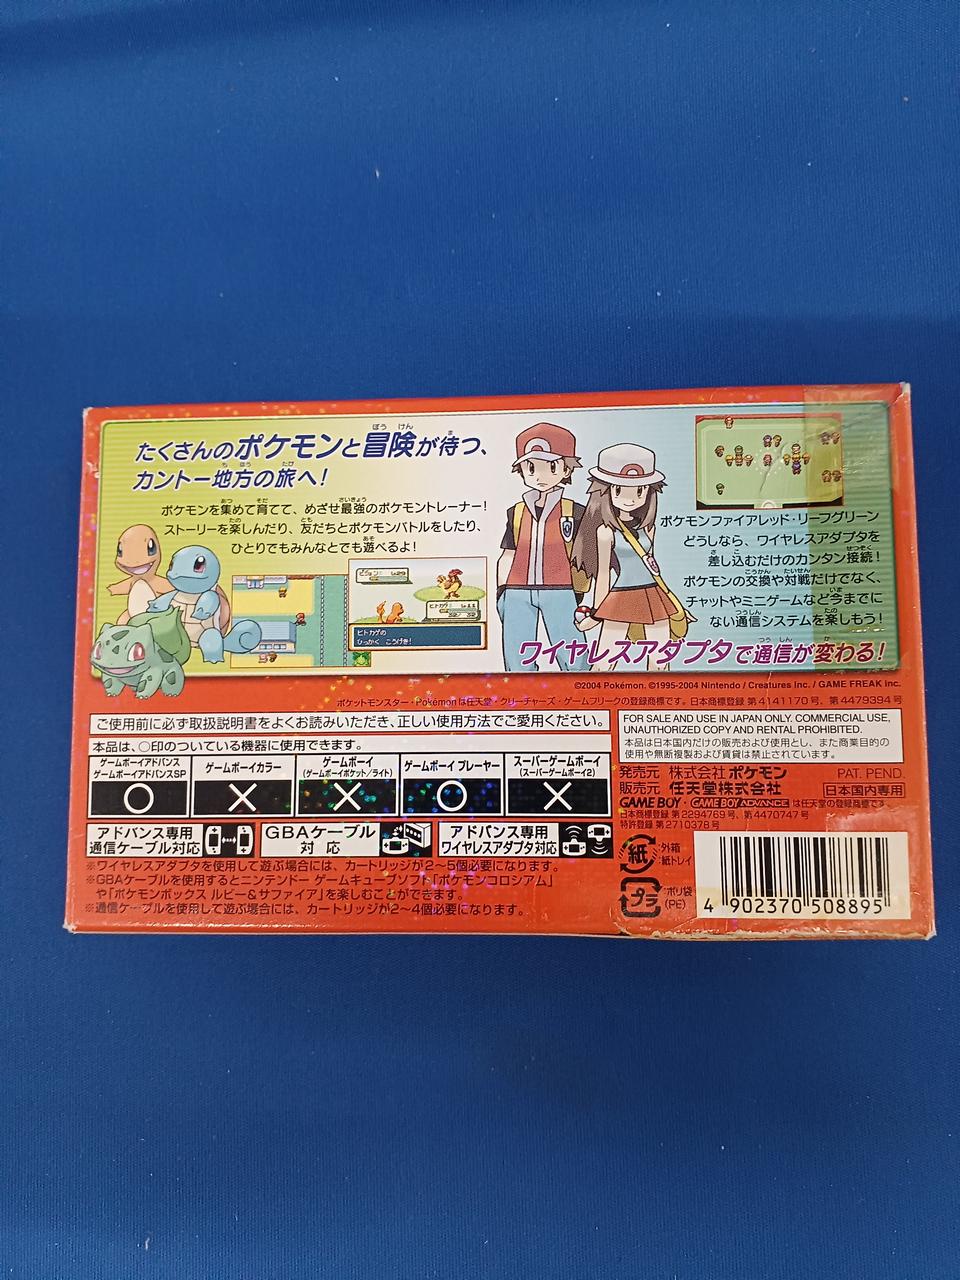 たくさんのポケモンと冒険が待つ、
カントー地方の旅へ!
ポケモンを集めて育てて、めざせ最強のポケモントレーナー!
ストーリーを楽しんだり、友だちとポケモンバトルをしたり、
ひとりでもみんなとでも遊べるよ!
ヒトカゲの
ひっかく こうげき!
ポケモンファイアレッド・リーフグリーン
どうしなら、ワイヤレスアダプタを
差し込むだけのカンタン接続!
ポケモンの交換や対戦だけでなく、
チャットやミニゲームなど今までに
ない通信システムを楽しもう!
ワイヤレスアダプタで通信が変わる!
©2004 Pokémon. ©1995-2004 Nintendo / Creatures inc. / GAME FREAK inc.
ポケットモンスター・Pokémonは任天堂・クリーチャーズ・ゲームフリークの登録商標です。日本商標登録 第4141170号、第4479394号
ご使用前に必ず取扱説明書をよくお読みいただき、正しい使用方法でご愛用ください。
本品は、○印のついている機器に使用できます。
ゲームボーイアドバンス
ゲームボーイアドバンスSP
○
ゲームボーイカラー
×
ゲームボーイ
(ゲームボーイポケット/ライト)
×
ゲームボーイ プレーヤー
○
スーパーゲームボーイ
(スーパーゲームボーイ2)
×
アドバンス専用
通信ケーブル対応
GBAケーブル
対 応
アドバンス専用
ワイヤレスアダプタ対応
※ワイヤレスアダプタを使用して遊ぶ場合には、カートリッジが2〜5個必要になります。
※GBAケーブルを使用するとニンテンドー ゲームキューブソフト「ポケモンコロシアム」
や「ポケモンボックス ルビー&サファイア」を楽しむことができます。
※通信ケーブルを使用して遊ぶ場合には、カートリッジが2〜4個必要になります。
FOR SALE AND USE IN JAPAN ONLY. COMMERCIAL USE,
UNAUTHORIZED COPY AND RENTAL PROHIBITED.
本品は日本国内だけの販売および使用とし、また商業目的の
使用や無断複製および賃貸は禁止されています。
発売元 株式会社ポケモン
PAT. PEND.
販売元 任天堂株式会社
日本国内専用
GAME BOY・GAME BOY ADVANCE は任天堂の登録商標です。
日本商標登録 第2294769号、第4470747号
特許登録 第2710378号
紙
:外箱
:紙トレイ
プラ
:ポリ袋
(PE)
4 902370 508895